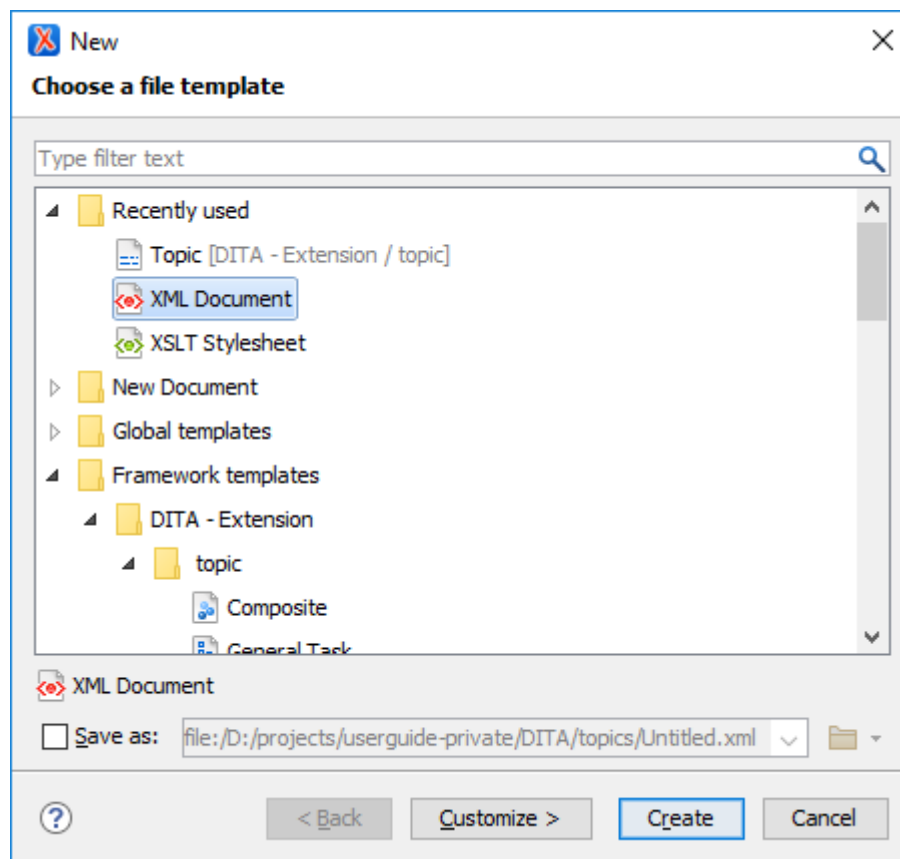 New
Choose a file template
Type filter text
Recently used
Topic [DITA - Extension / topic]
XML Document
XSLT Stylesheet
New Document
Global templates
Framework templates
DITA - Extension
topic
Composite
General Task
XML Document
Save as: file:/D:/projects/userguide-private/DITA/topics/Untitled.xml
? < Back Customize > Create Cancel